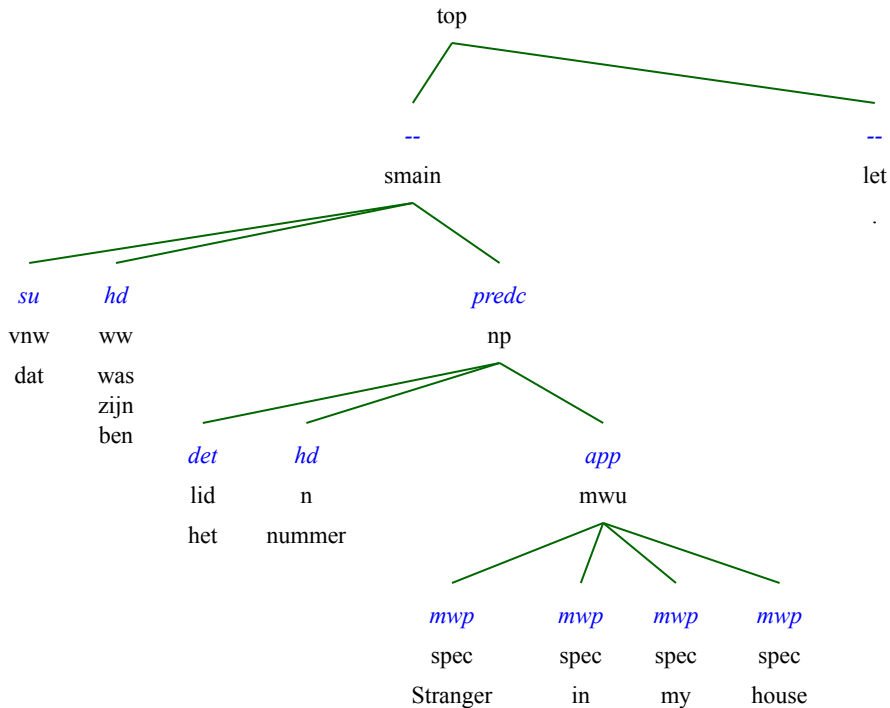 top
-- --
smain let
.
su hd predc
vnw ww np
dat was
zijn
ben
det hd app
lid n mwu
het nummer
mwp mwp mwp mwp
spec spec spec spec
Stranger in my house